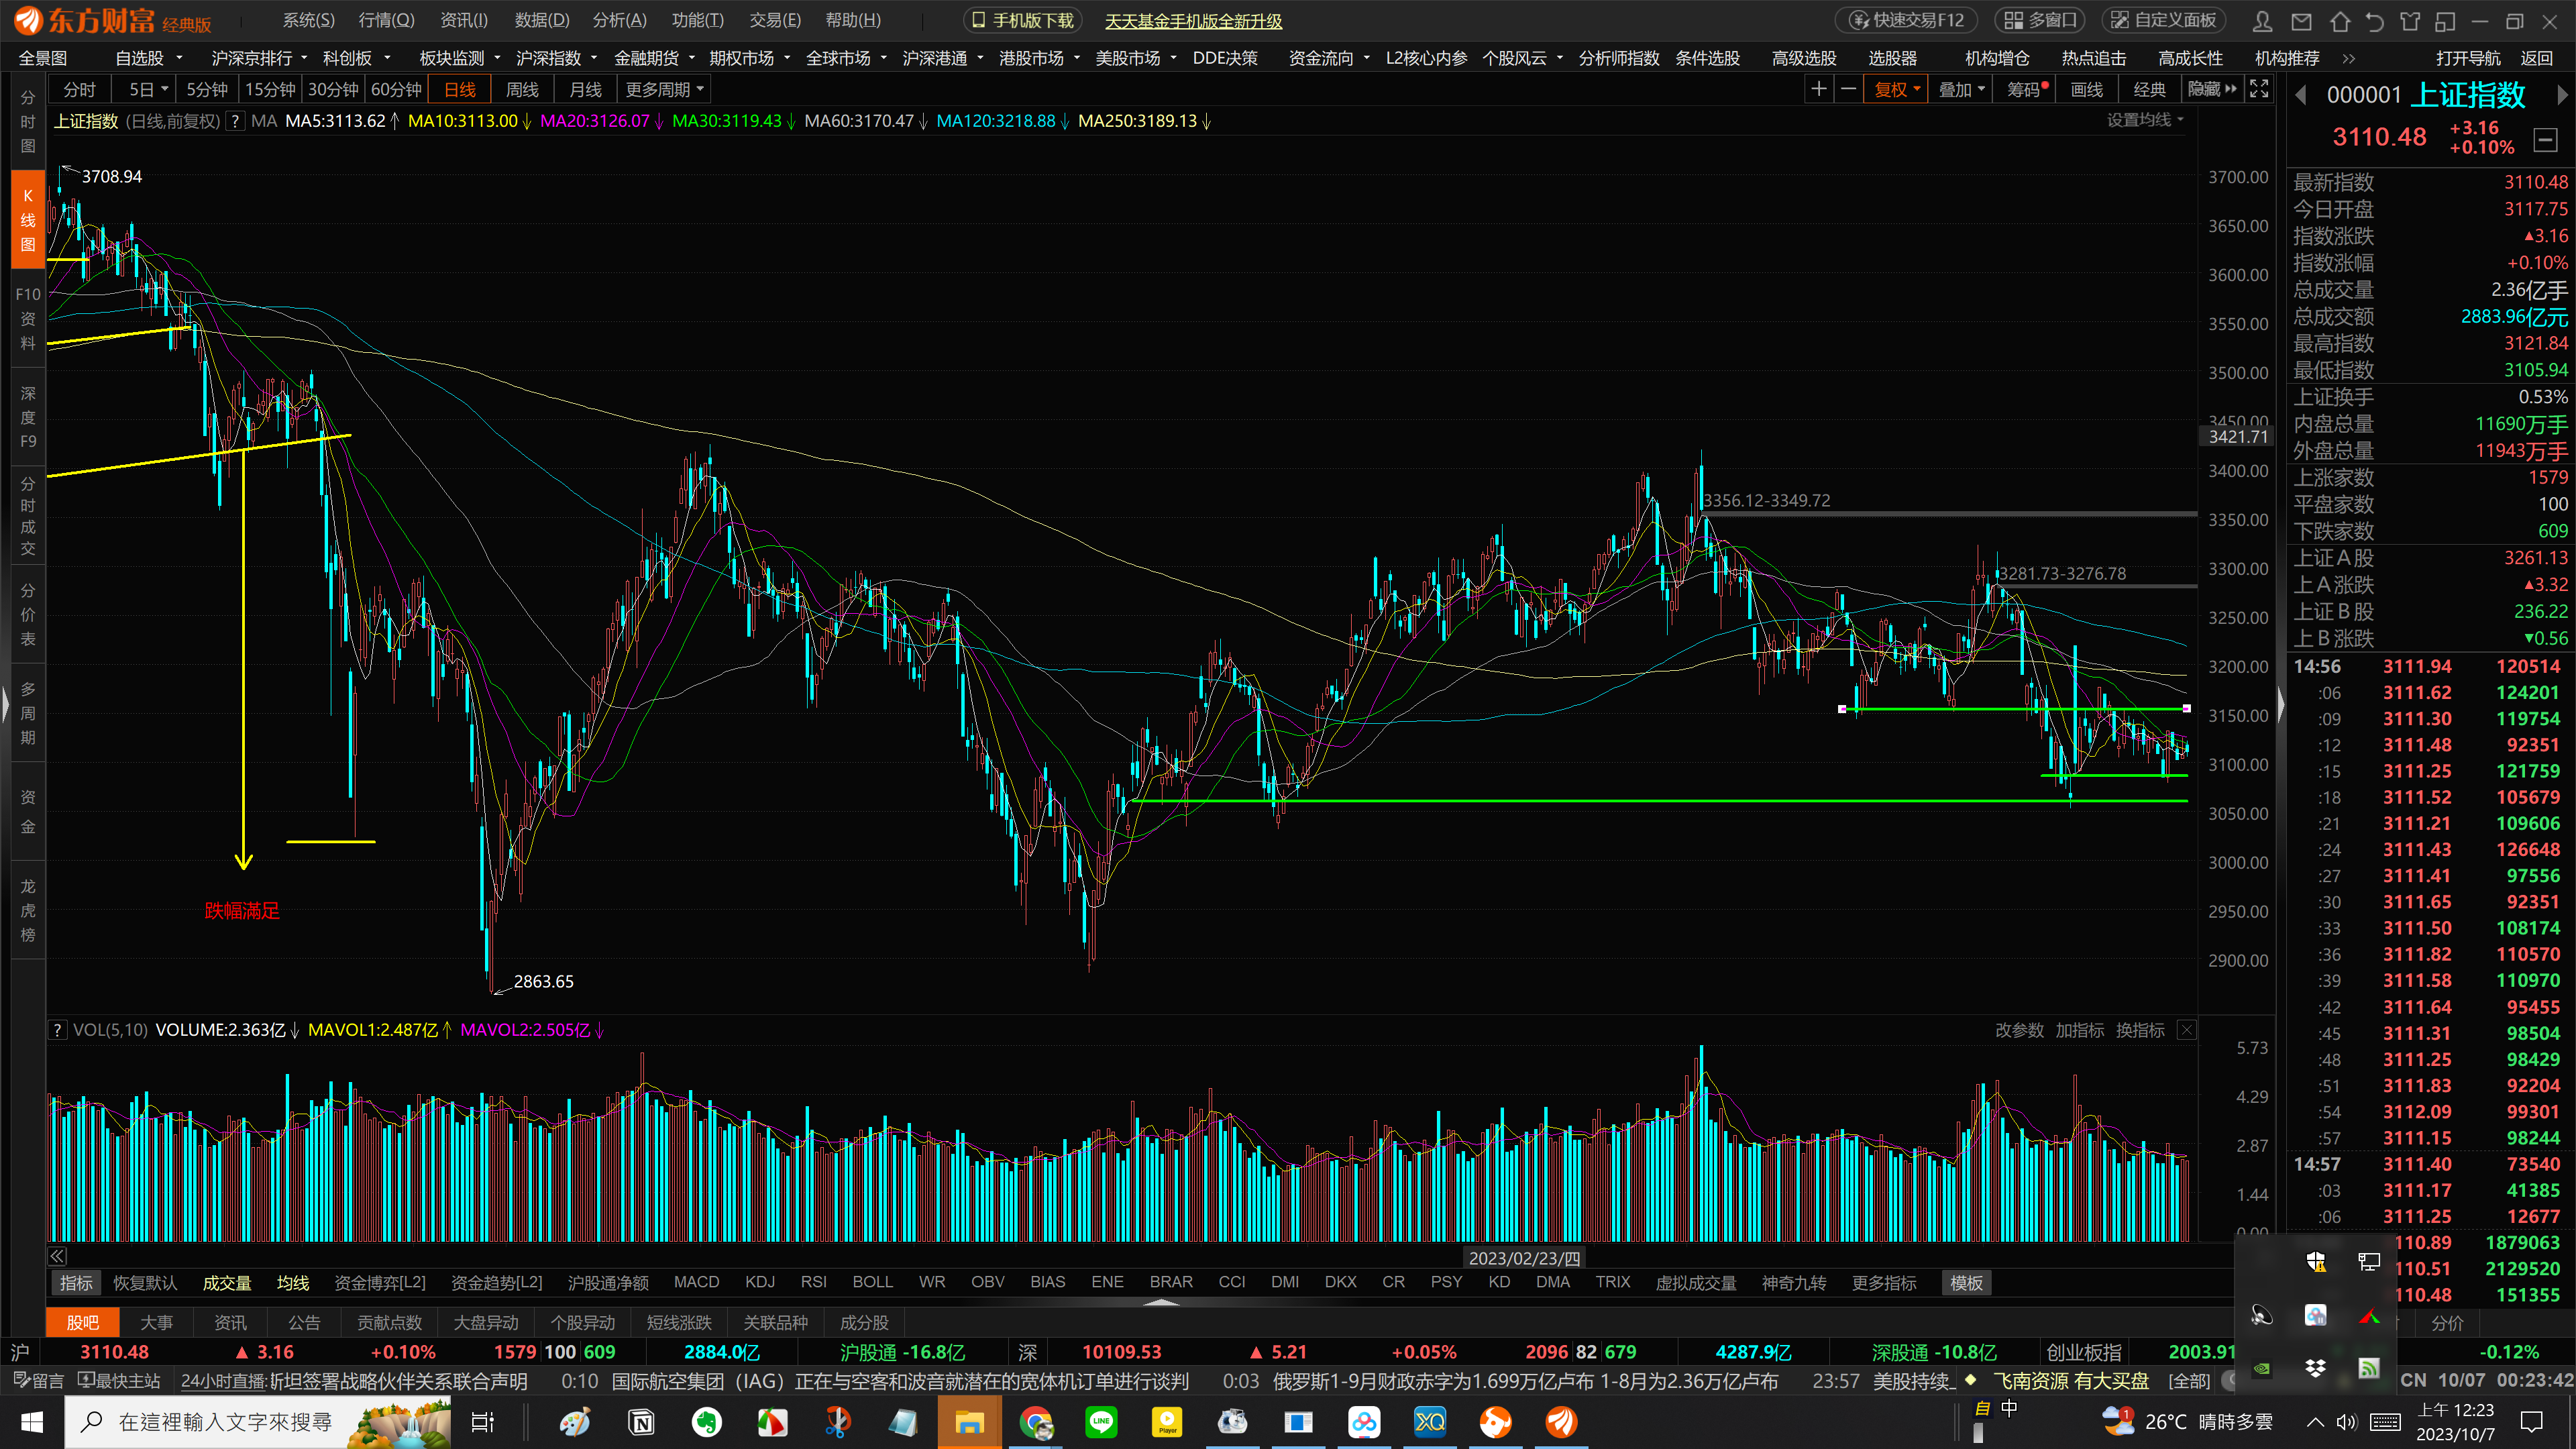 东方财富 经典版 系统(S) 行情(Q) 资讯(I) 数据(D) 分析(A) 功能(T) 交易(E) 帮助(H) 手机版下载 天天基金手机版全新升级 快速交易F12 多窗口 自定义面板
全景图 自选股 沪深京排行 科创板 板块监测 沪深指数 金融期货 期权市场 全球市场 沪深港通 港股市场 美股市场 DDE决策 资金流向 L2核心内参 个股风云 分析师指数 条件选股 高级选股 选股器 机构增仓 热点追击 高成长性 机构推荐 打开导航 返回
分时 5日 5分钟 15分钟 30分钟 60分钟 日线 周线 月线 更多周期 复权 叠加 筹码 画线 经典 隐藏
上证指数 (日线,前复权) ? MA MA5:3113.62↑ MA10:3113.00↓ MA20:3126.07↓ MA30:3119.43↓ MA60:3170.47↓ MA120:3218.88↓ MA250:3189.13↓ 设置均线
分时图
K线图
F10资料
深度F9
分时成交
分价表
多周期
资金
龙虎榜
3708.94
3356.12-3349.72
3281.73-3276.78
跌幅滿足
2863.65
3700.00
3650.00
3600.00
3550.00
3500.00
3450.00
3421.71
3400.00
3350.00
3300.00
3250.00
3200.00
3150.00
3100.00
3050.00
3000.00
2950.00
2900.00
? VOL(5,10) VOLUME:2.363亿↓ MAVOL1:2.487亿↑ MAVOL2:2.505亿↓ 改参数 加指标 换指标
5.73
4.29
2.87
1.44
0.00
2023/02/23/四
指标 恢复默认 成交量 均线 资金博弈[L2] 资金趋势[L2] 沪股通净额 MACD KDJ RSI BOLL WR OBV BIAS ENE BRAR CCI DMI DKX CR PSY KD DMA TRIX 虚拟成交量 神奇九转 更多指标 模板
股吧 大事 资讯 公告 贡献点数 大盘异动 个股异动 短线涨跌 关联品种 成分股
000001 上证指数
3110.48 +3.16
+0.10%
最新指数 3110.48
今日开盘 3117.75
指数涨跌 ▲3.16
指数涨幅 +0.10%
总成交量 2.36亿手
总成交额 2883.96亿元
最高指数 3121.84
最低指数 3105.94
上证换手 0.53%
内盘总量 11690万手
外盘总量 11943万手
上涨家数 1579
平盘家数 100
下跌家数 609
上证A股 3261.13
上A涨跌 ▲3.32
上证B股 236.22
上B涨跌 ▼0.56
14:56 3111.94 120514
:06 3111.62 124201
:09 3111.30 119754
:12 3111.48 92351
:15 3111.25 121759
:18 3111.52 105679
:21 3111.21 109606
:24 3111.43 126648
:27 3111.41 97556
:30 3111.65 92351
:33 3111.50 108174
:36 3111.82 110570
:39 3111.58 110970
:42 3111.64 95455
:45 3111.31 98504
:48 3111.25 98429
:51 3111.83 92204
:54 3112.09 99301
:57 3111.15 98244
14:57 3111.40 73540
:03 3111.17 41385
:06 3111.25 12677
110.89 1879063
110.51 2129520
110.48 151355
分价
沪 3110.48 ▲ 3.16 +0.10% 1579 100 609 2884.0亿 沪股通 -16.8亿 深 10109.53 ▲ 5.21 +0.05% 2096 82 679 4287.9亿 深股通 -10.8亿 创业板指 2003.91 -0.12%
留言 最快主站 24小时直播: 斤坦签署战略伙伴关系联合声明 0:10 国际航空集团（IAG）正在与空客和波音就潜在的宽体机订单进行谈判 0:03 俄罗斯1-9月财政赤字为1.699万亿卢布 1-8月为2.36万亿卢布 23:57 美股持续 飞南资源 有大买盘 [全部] CN 10/07 00:23:42
在這裡輸入文字來搜尋 LINE Player XQ 自 中 1 26°C 晴時多雲 上午 12:23
2023/10/7